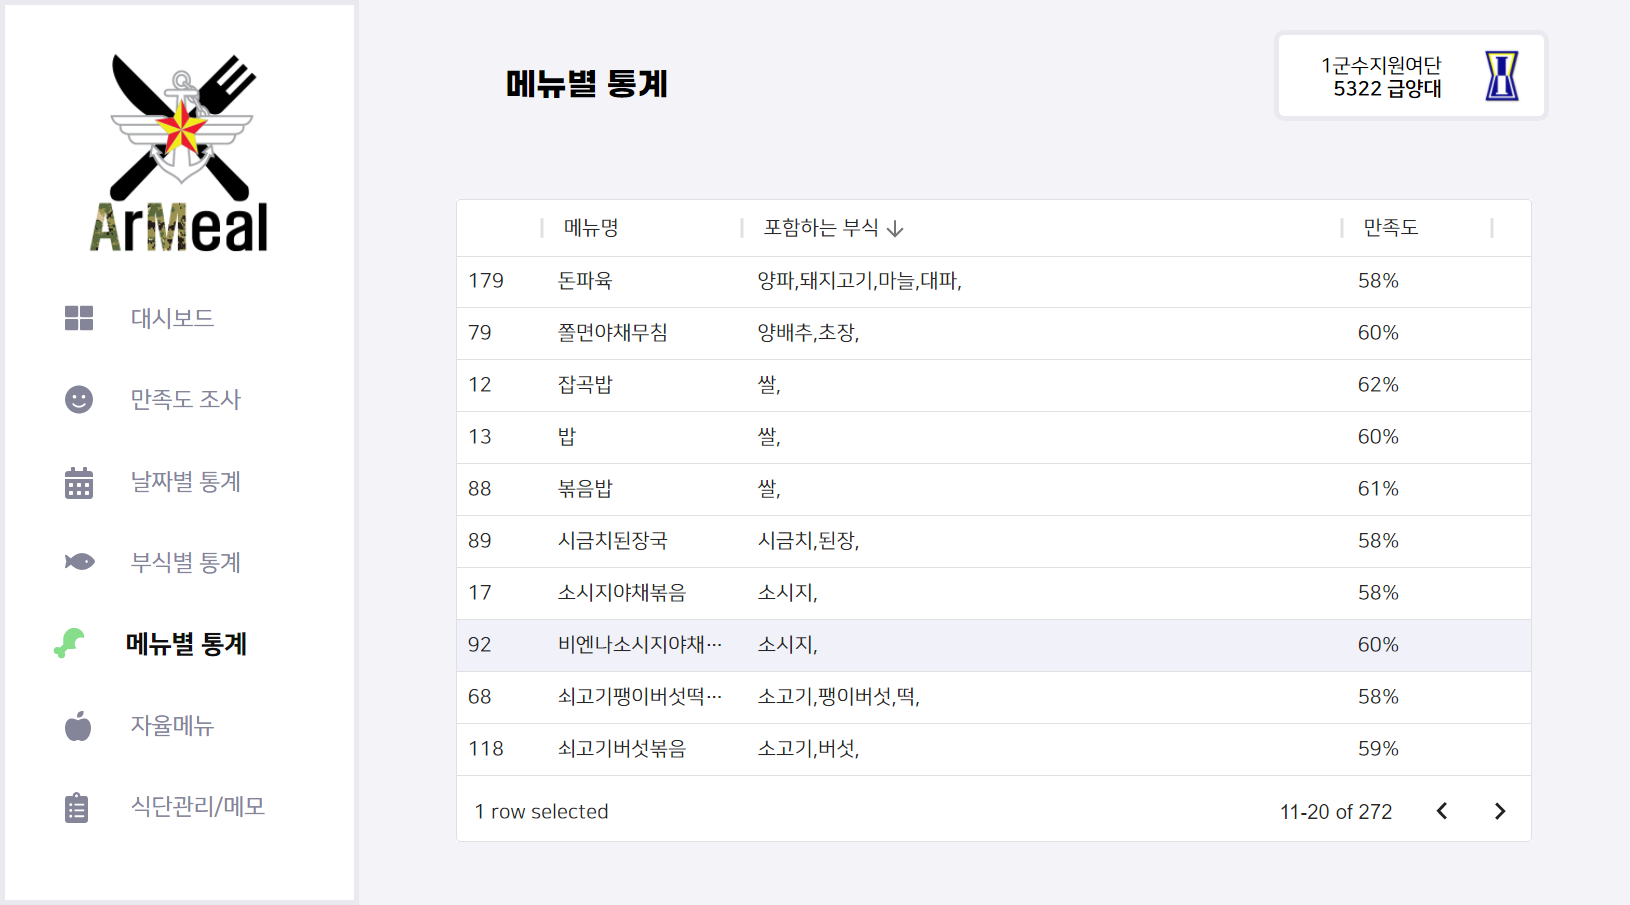 ArMeal
대시보드
만족도 조사
날짜별 통계
부식별 통계
메뉴별 통계
자율메뉴
식단관리/메모
메뉴별 통계
1군수지원여단
5322 급양대
메뉴명 포함하는 부식 만족도
179 돈파육 양파,돼지고기,마늘,대파, 58%
79 쫄면야채무침 양배추,초장, 60%
12 잡곡밥 쌀, 62%
13 밥 쌀, 60%
88 볶음밥 쌀, 61%
89 시금치된장국 시금치,된장, 58%
17 소시지야채볶음 소시지, 58%
92 비엔나소시지야채… 소시지, 60%
68 쇠고기팽이버섯떡… 소고기,팽이버섯,떡, 58%
118 쇠고기버섯볶음 소고기,버섯, 59%
1 row selected 11-20 of 272